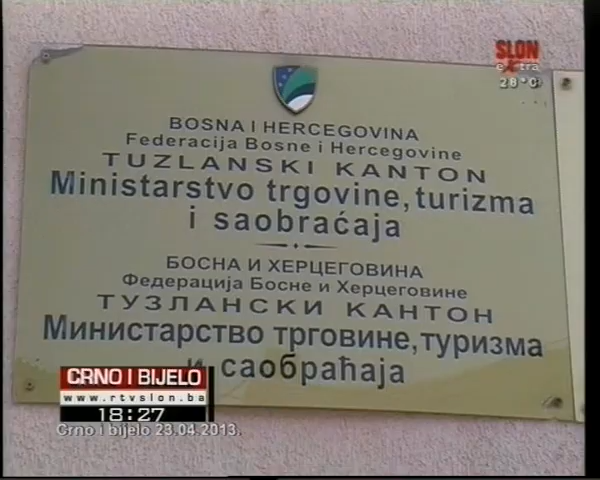 SLON
extra
28°C
BOSNA I HERCEGOVINA
Federacija Bosne i Hercegovine
TUZLANSKI KANTON
Ministarstvo trgovine, turizma
i saobraćaja
БОСНА И ХЕРЦЕГОВИНА
Федерација Босне и Херцеговине
ТУЗЛАНСКИ КАНТОН
Министарство трговине, туризма
и саобраћаја
CRNO I BIJELO
www.rtvslon.ba
18:27
Crno i bijelo 23.04.2013.